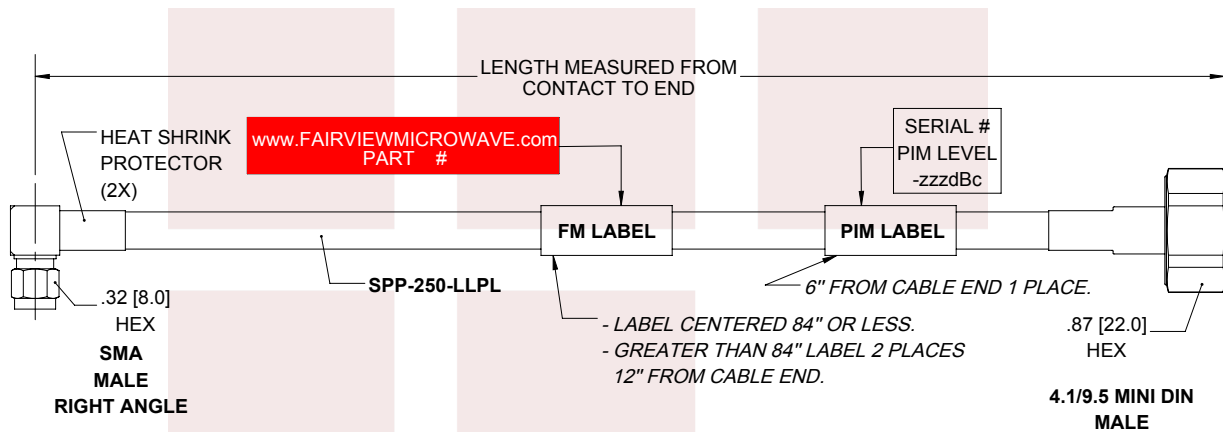 LENGTH MEASURED FROM
CONTACT TO END
HEAT SHRINK
PROTECTOR
(2X)
www.FAIRVIEWMICROWAVE.com
PART #
SERIAL #
PIM LEVEL
-zzzdBc
FM LABEL
PIM LABEL
SPP-250-LLPL
6" FROM CABLE END 1 PLACE.
.32 [8.0]
HEX
SMA
MALE
RIGHT ANGLE
- LABEL CENTERED 84" OR LESS.
- GREATER THAN 84" LABEL 2 PLACES
12" FROM CABLE END.
.87 [22.0]
HEX
4.1/9.5 MINI DIN
MALE